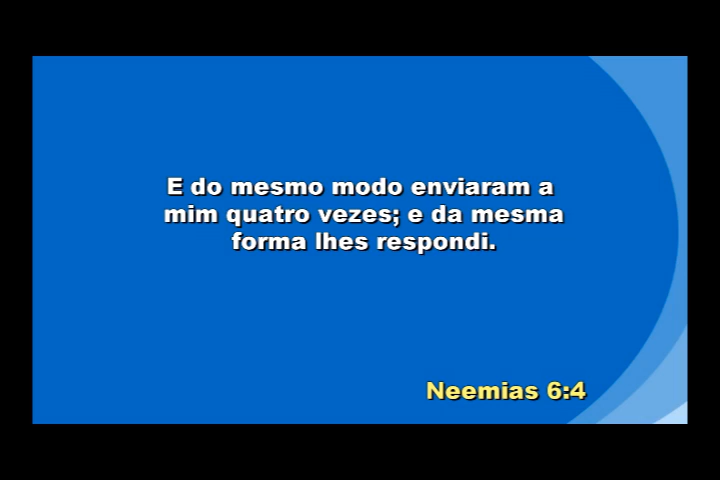 E do mesmo modo enviaram a
mim quatro vezes; e da mesma
forma lhes respondi.
Neemias 6:4